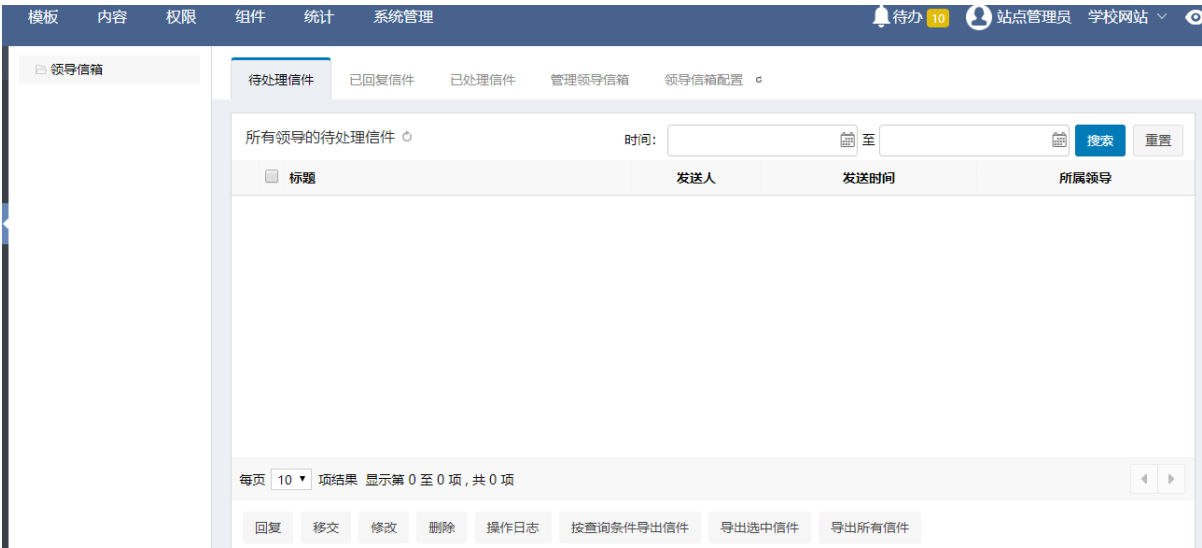 模板 内容 权限 组件 统计 系统管理 待办 10 站点管理员 学校网站
领导信箱
待处理信件 已回复信件 已处理信件 管理领导信箱 领导信箱配置
所有领导的待处理信件 时间: 至 搜索 重置
标题 发送人 发送时间 所属领导
每页 10 项结果 显示第 0 至 0 项 , 共 0 项
回复 移交 修改 删除 操作日志 按查询条件导出信件 导出选中信件 导出所有信件